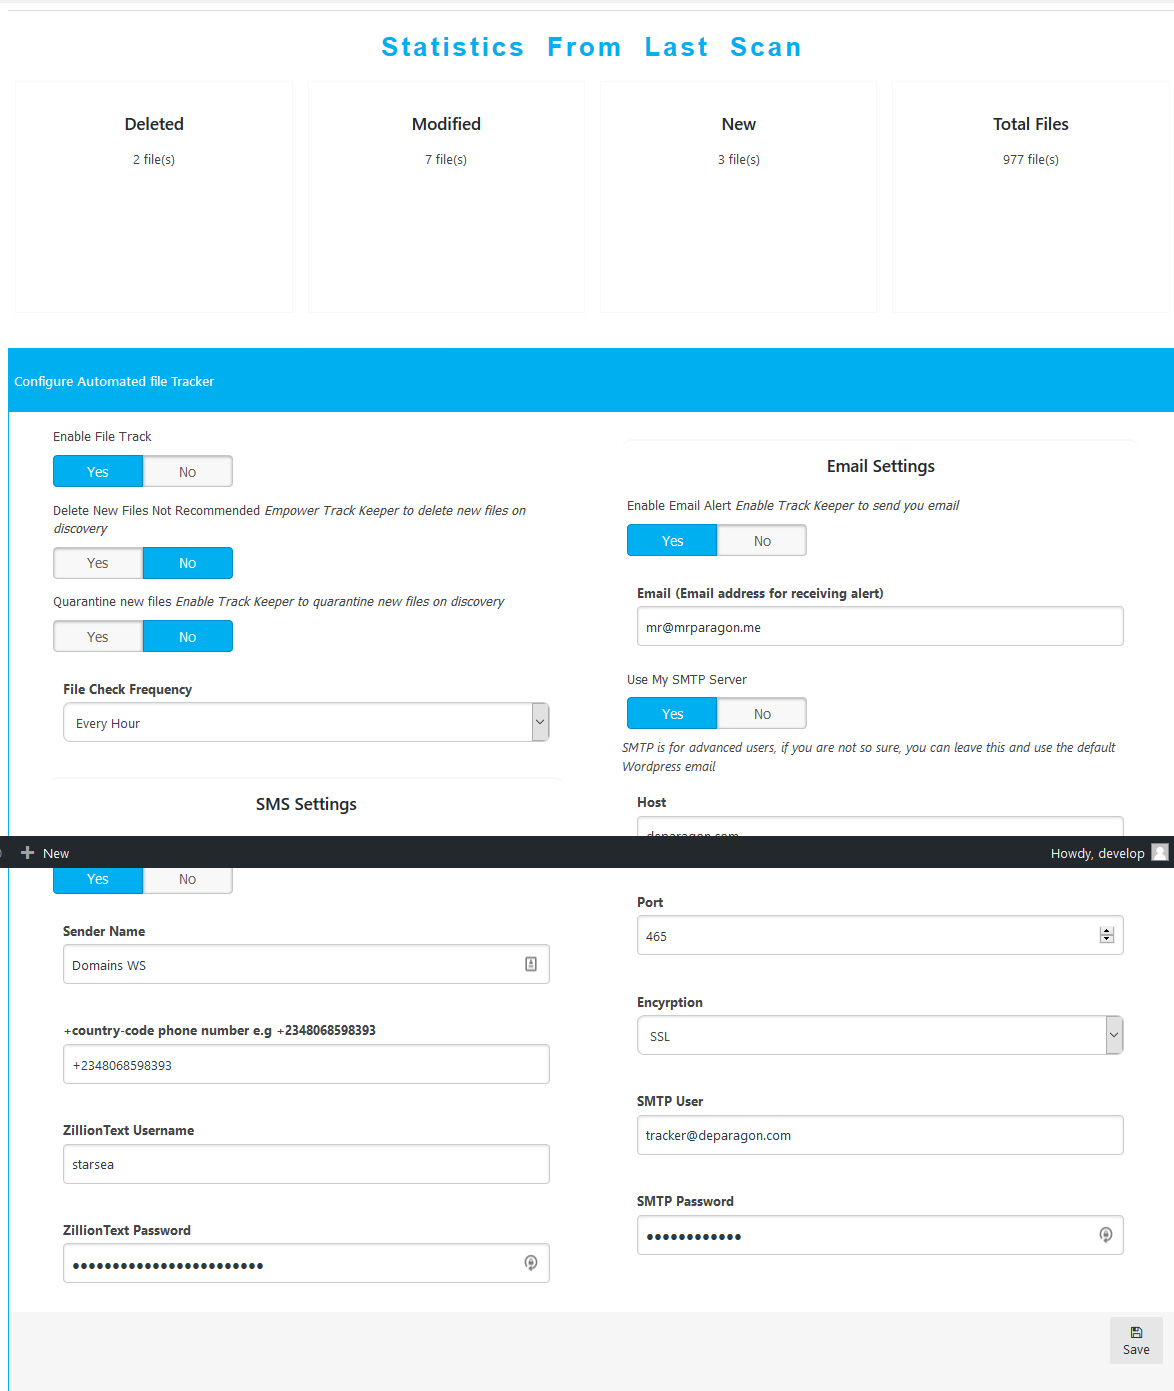 Statistics From Last Scan
Deleted
2 file(s)
Modified
7 file(s)
New
3 file(s)
Total Files
977 file(s)
Configure Automated file Tracker
Enable File Track
Yes No
Delete New Files Not Recommended Empower Track Keeper to delete new files on
discovery
Yes No
Quarantine new files Enable Track Keeper to quarantine new files on discovery
Yes No
File Check Frequency
Every Hour
SMS Settings
Email Settings
Enable Email Alert Enable Track Keeper to send you email
Yes No
Email (Email address for receiving alert)
mr@mrparagon.me
Use My SMTP Server
Yes No
SMTP is for advanced users, if you are not so sure, you can leave this and use the default
Wordpress email
Host
deparagon.com
New
Howdy, develop
Yes No
Sender Name
Domains WS
+country-code phone number e.g +2348068598393
+2348068598393
ZillionText Username
starsea
ZillionText Password
Port
465
Encyrption
SSL
SMTP User
tracker@deparagon.com
SMTP Password
Save